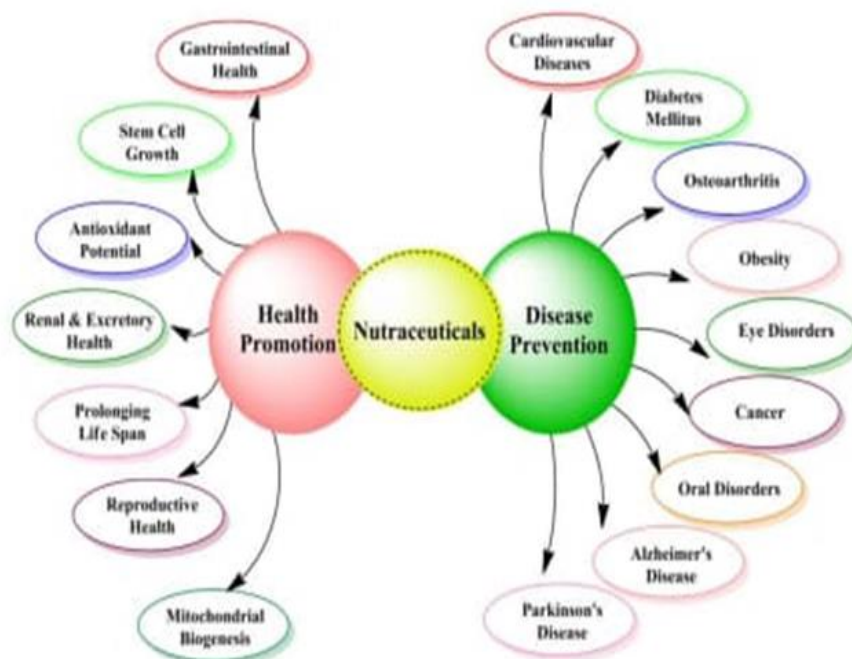 Gastrointestinal
Health
Stem Cell
Growth
Antioxidant
Potential
Renal & Excretory
Health
Prolonging
Life Span
Reproductive
Health
Mitochondrial
Biogenesis
Health
Promotion
Nutraceuticals
Disease
Prevention
Cardiovascular
Diseases
Diabetes
Mellitus
Osteoarthritis
Obesity
Eye Disorders
Cancer
Oral Disorders
Alzheimer's
Disease
Parkinson's
Disease